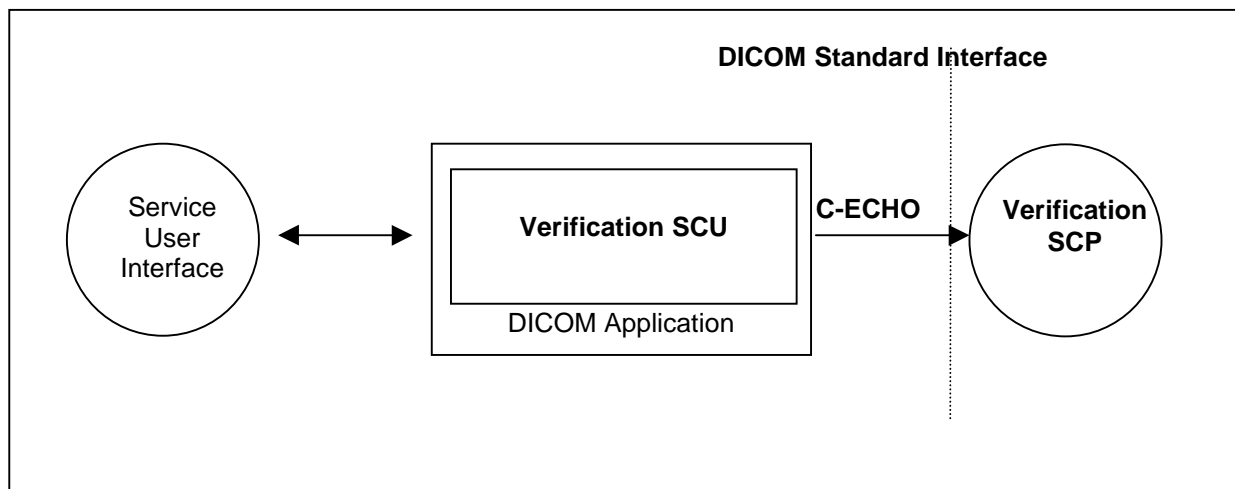 DICOM Standard Interface
Service
User
Interface
Verification SCU
DICOM Application
C-ECHO
Verification
SCP